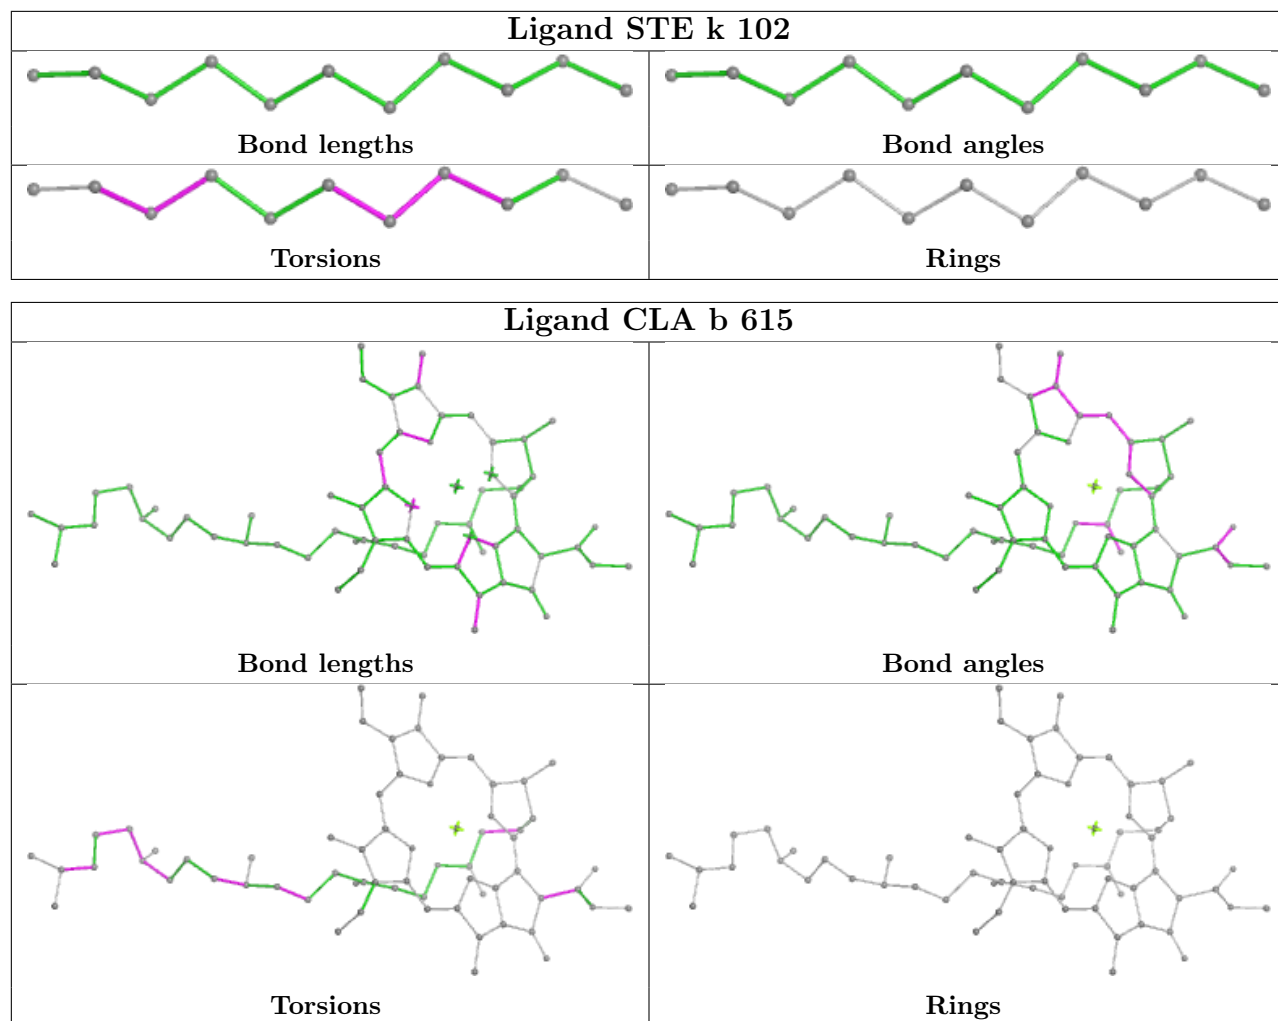 Ligand STE k 102
Bond lengths
Bond angles
Torsions
Rings
Ligand CLA b 615
Bond lengths
Bond angles
Torsions
Rings